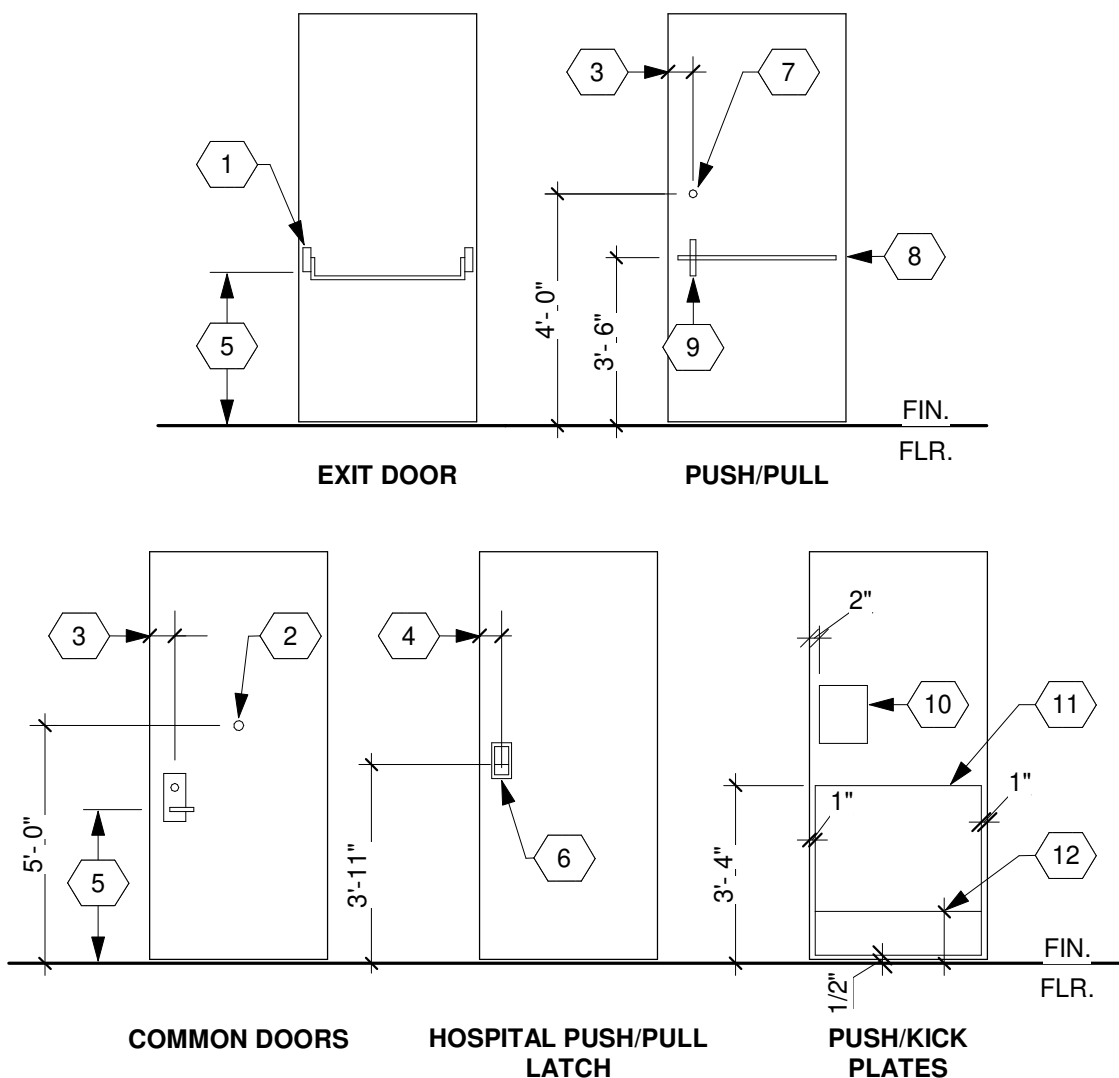 3
7
1
4'- 0"
8
3'- 6"
5
9
FIN.
FLR.
EXIT DOOR
PUSH/PULL
2"
3
2
4
10
11
1"
1"
5'- 0"
3'-11"
6
3'- 4"
12
5
FIN.
1/2"
FLR.
COMMON DOORS
HOSPITAL PUSH/PULL
LATCH
PUSH/KICK
PLATES